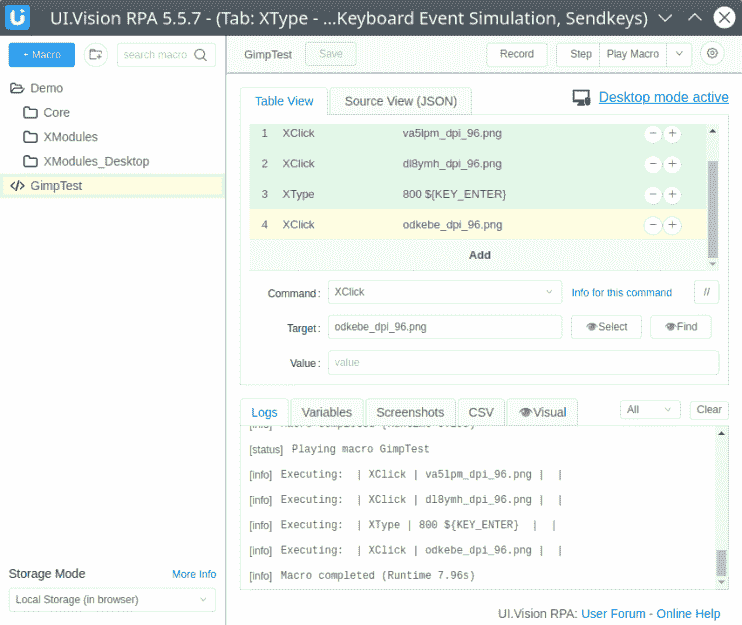 UI.Vision RPA 5.5.7 - (Tab: XType - ...Keyboard Event Simulation, Sendkeys)
+ Macro search macro
GimpTest Save Record Step Play Macro
Demo
Core
XModules
XModules_Desktop
GimpTest
Table View Source View (JSON) Desktop mode active
1 XClick va5lpm_dpi_96.png
2 XClick dl8ymh_dpi_96.png
3 XType 800 ${KEY_ENTER}
4 XClick odkebe_dpi_96.png
Add
Command: XClick Info for this command //
Target: odkebe_dpi_96.png Select Find
Value: value
Logs Variables Screenshots CSV Visual All Clear
[status] Playing macro GimpTest
[info] Executing: | XClick | va5lpm_dpi_96.png | |
[info] Executing: | XClick | dl8ymh_dpi_96.png | |
[info] Executing: | XType | 800 ${KEY_ENTER} | |
[info] Executing: | XClick | odkebe_dpi_96.png | |
[info] Macro completed (Runtime 7.96s)
Storage Mode More Info
Local Storage (in browser)
UI.Vision RPA: User Forum - Online Help